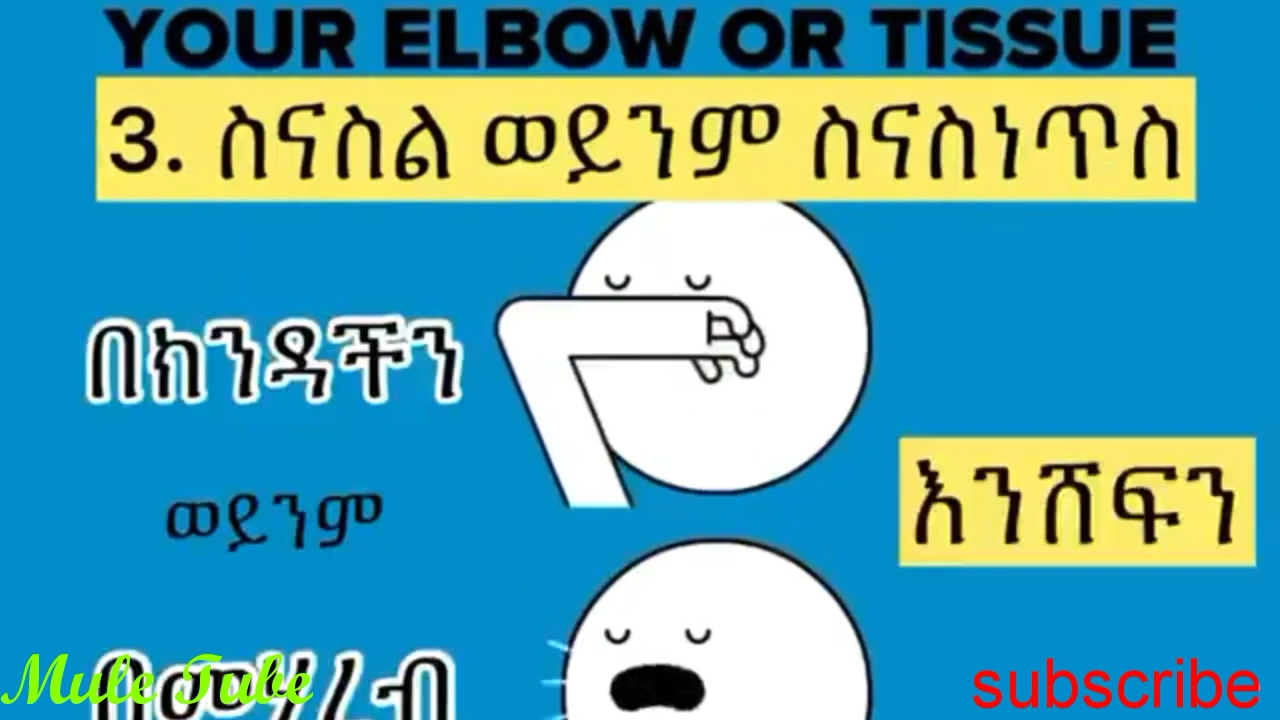 YOUR ELBOW OR TISSUE
3. ስናስል ወይንም ስናስነጥስ
በክንዳችን
እንሸፍን
ወይንም
Mule Tube
subscribe